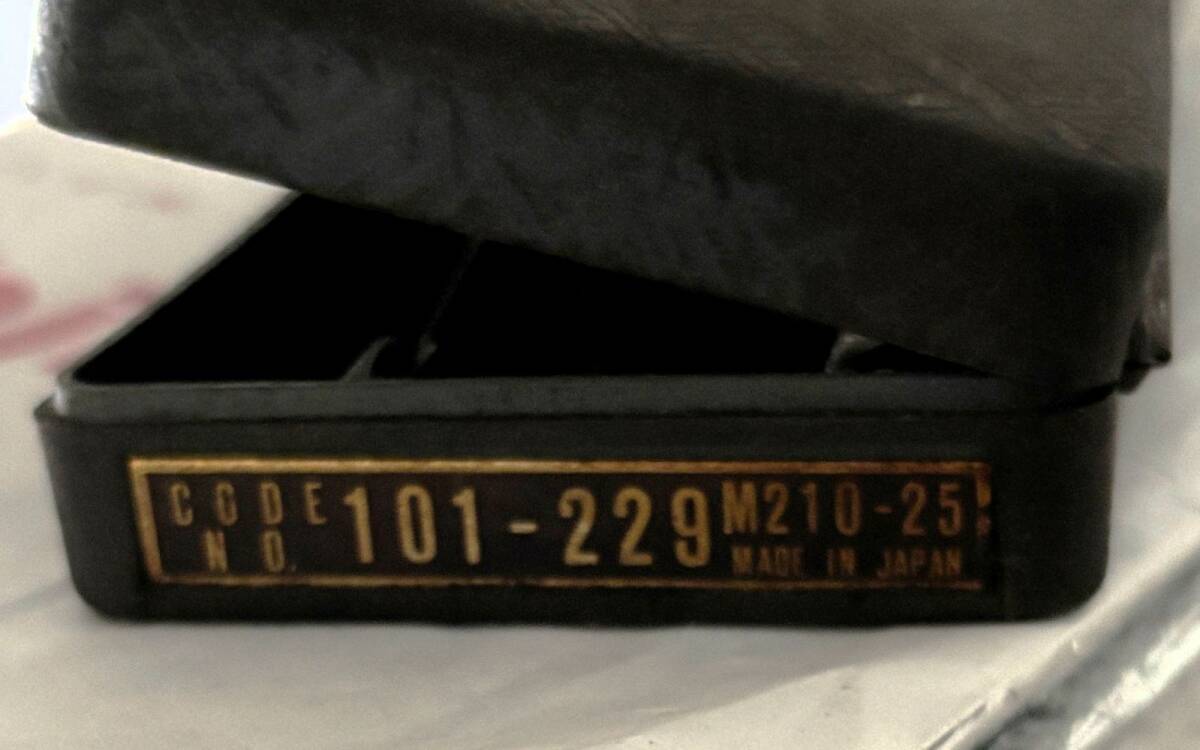 CODE NO. 101-229 M210-25
MADE IN JAPAN